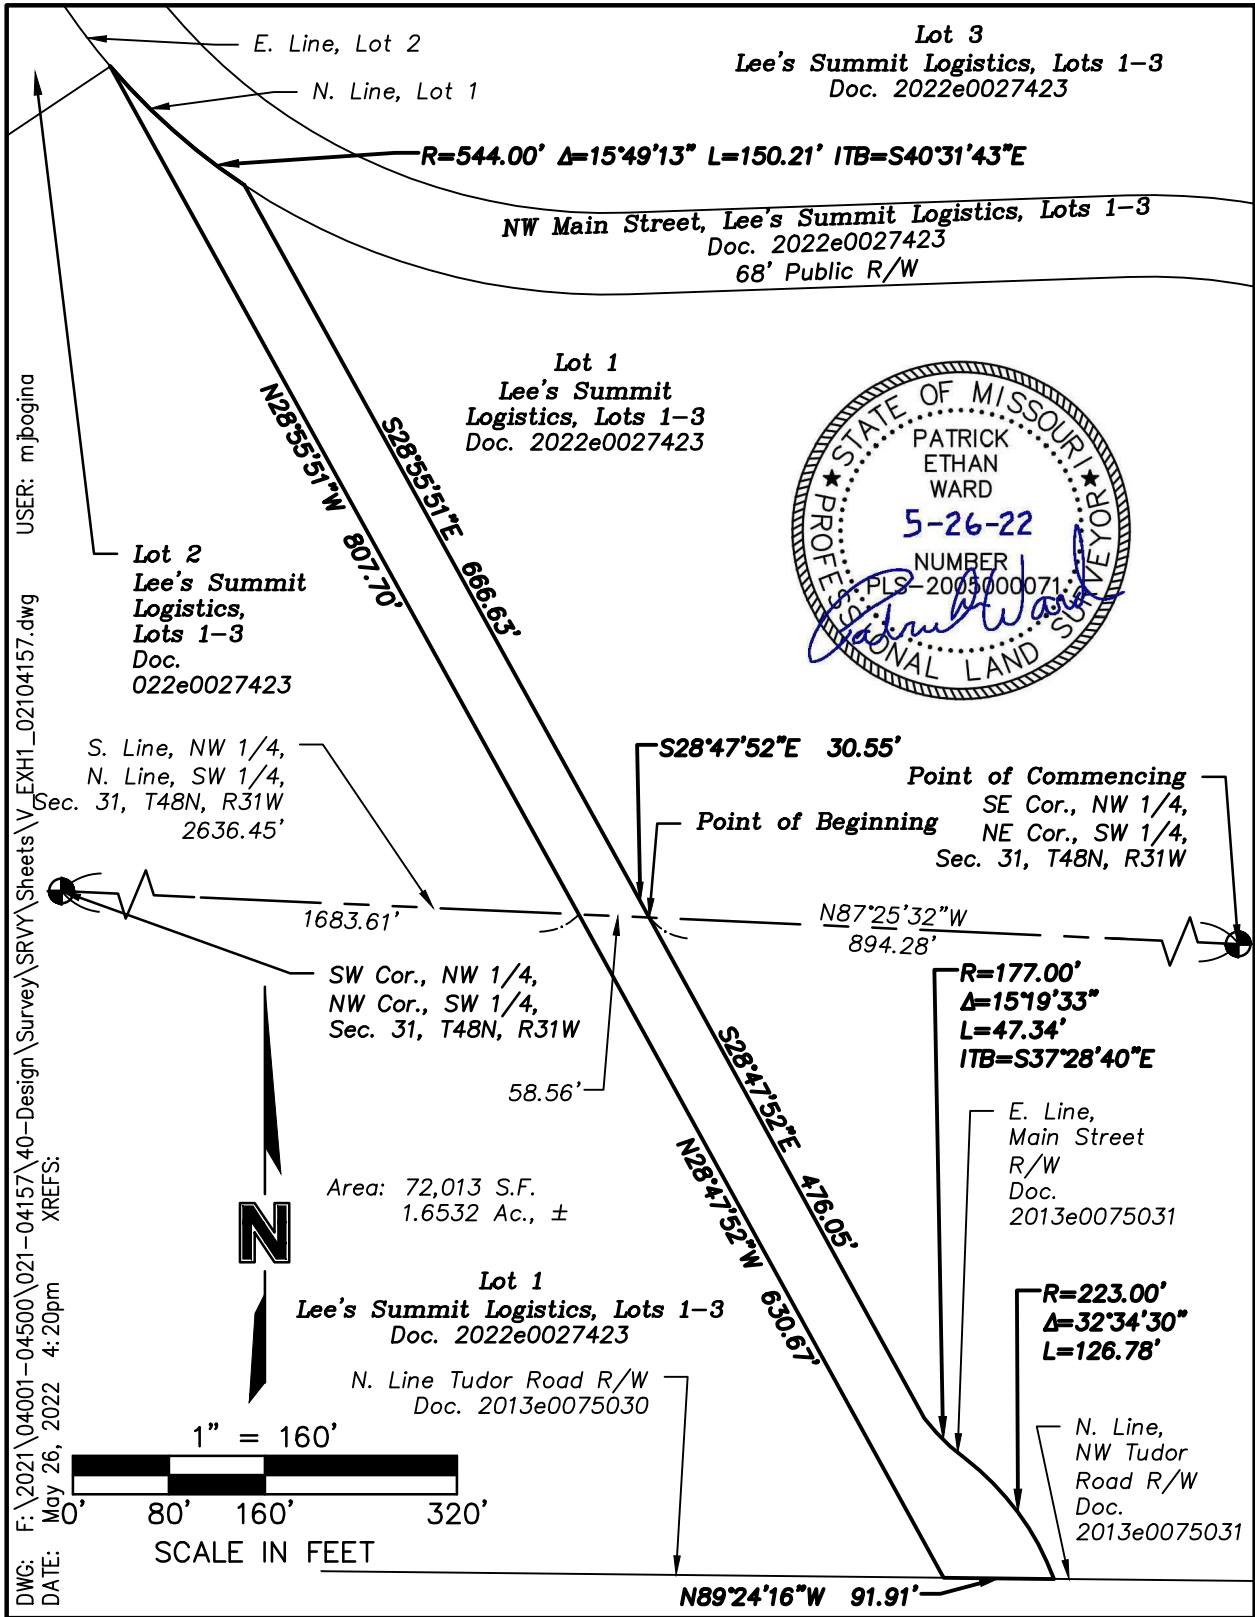 E. Line, Lot 2
N. Line, Lot 1
Lot 3
Lee's Summit Logistics, Lots 1-3
Doc. 2022e0027423
R=544.00' Δ=15°49'13" L=150.21' ITB=S40°31'43"E
NW Main Street, Lee's Summit Logistics, Lots 1-3
Doc. 2022e0027423
68' Public R/W
Lot 1
Lee's Summit
Logistics, Lots 1-3
Doc. 2022e0027423
N28°55'51"W 807.70'
S28°55'51"E 666.63'
STATE OF MISSOURI
PATRICK
ETHAN
WARD
5-26-22
NUMBER
PLS-2005000071
PROFESSIONAL LAND SURVEYOR
Patrick E Ward
Lot 2
Lee's Summit
Logistics,
Lots 1-3
Doc.
022e0027423
S. Line, NW 1/4,
N. Line, SW 1/4,
Sec. 31, T48N, R31W
2636.45'
S28°47'52"E 30.55'
Point of Beginning
Point of Commencing
SE Cor., NW 1/4,
NE Cor., SW 1/4,
Sec. 31, T48N, R31W
1683.61'
N87°25'32"W
894.28'
SW Cor., NW 1/4,
NW Cor., SW 1/4,
Sec. 31, T48N, R31W
58.56'
R=177.00'
Δ=15°19'33"
L=47.34'
ITB=S37°28'40"E
S28°47'52"E 476.05'
N28°47'52"W 630.67'
E. Line,
Main Street
R/W
Doc.
2013e0075031
Area: 72,013 S.F.
1.6532 Ac., ±
N
Lot 1
Lee's Summit Logistics, Lots 1-3
Doc. 2022e0027423
R=223.00'
Δ=32°34'30"
L=126.78'
N. Line Tudor Road R/W
Doc. 2013e0075030
N. Line,
NW Tudor
Road R/W
Doc.
2013e0075031
1" = 160'
0' 80' 160' 320'
SCALE IN FEET
N89°24'16"W 91.91'
DWG: F:\2021\04001-04500\021-04157\40-Design\Survey\SRVY\Sheets\V_EXH1_02104157.dwg USER: mjbogina
DATE: May 26, 2022 4:20pm XREFS: